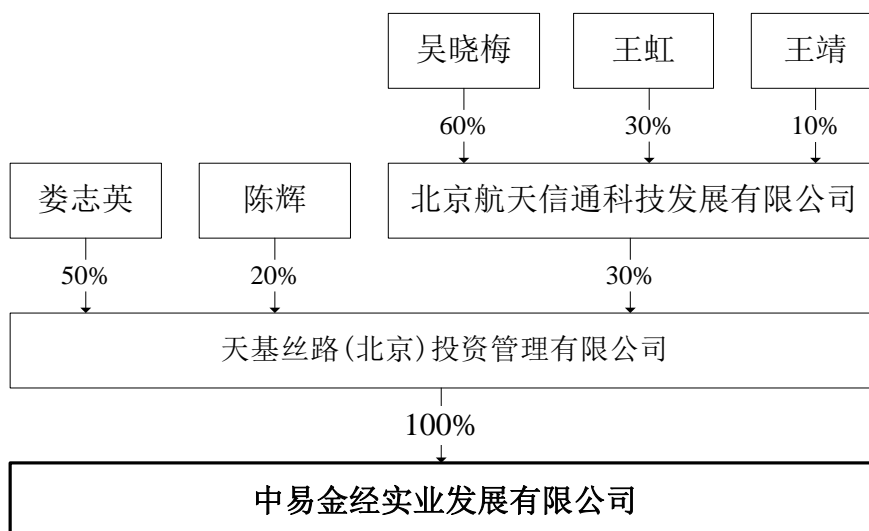 吴晓梅 王虹 王靖
60% 30% 10%
娄志英 陈辉 北京航天信通科技发展有限公司
50% 20% 30%
天基丝路(北京)投资管理有限公司
100%
中易金经实业发展有限公司